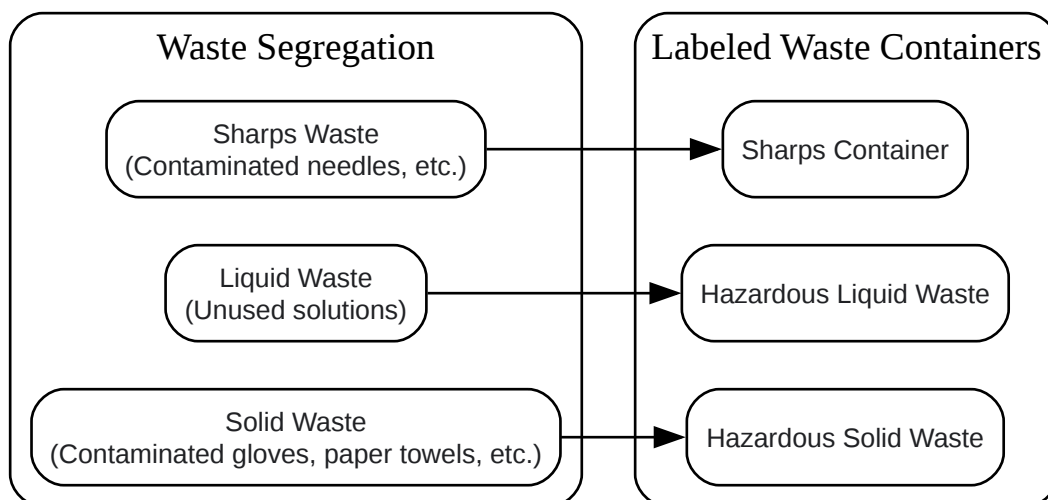 Waste Segregation
Sharps Waste
(Contaminated needles, etc.)
Liquid Waste
(Unused solutions)
Solid Waste
(Contaminated gloves, paper towels, etc.)
Labeled Waste Containers
Sharps Container
Hazardous Liquid Waste
Hazardous Solid Waste